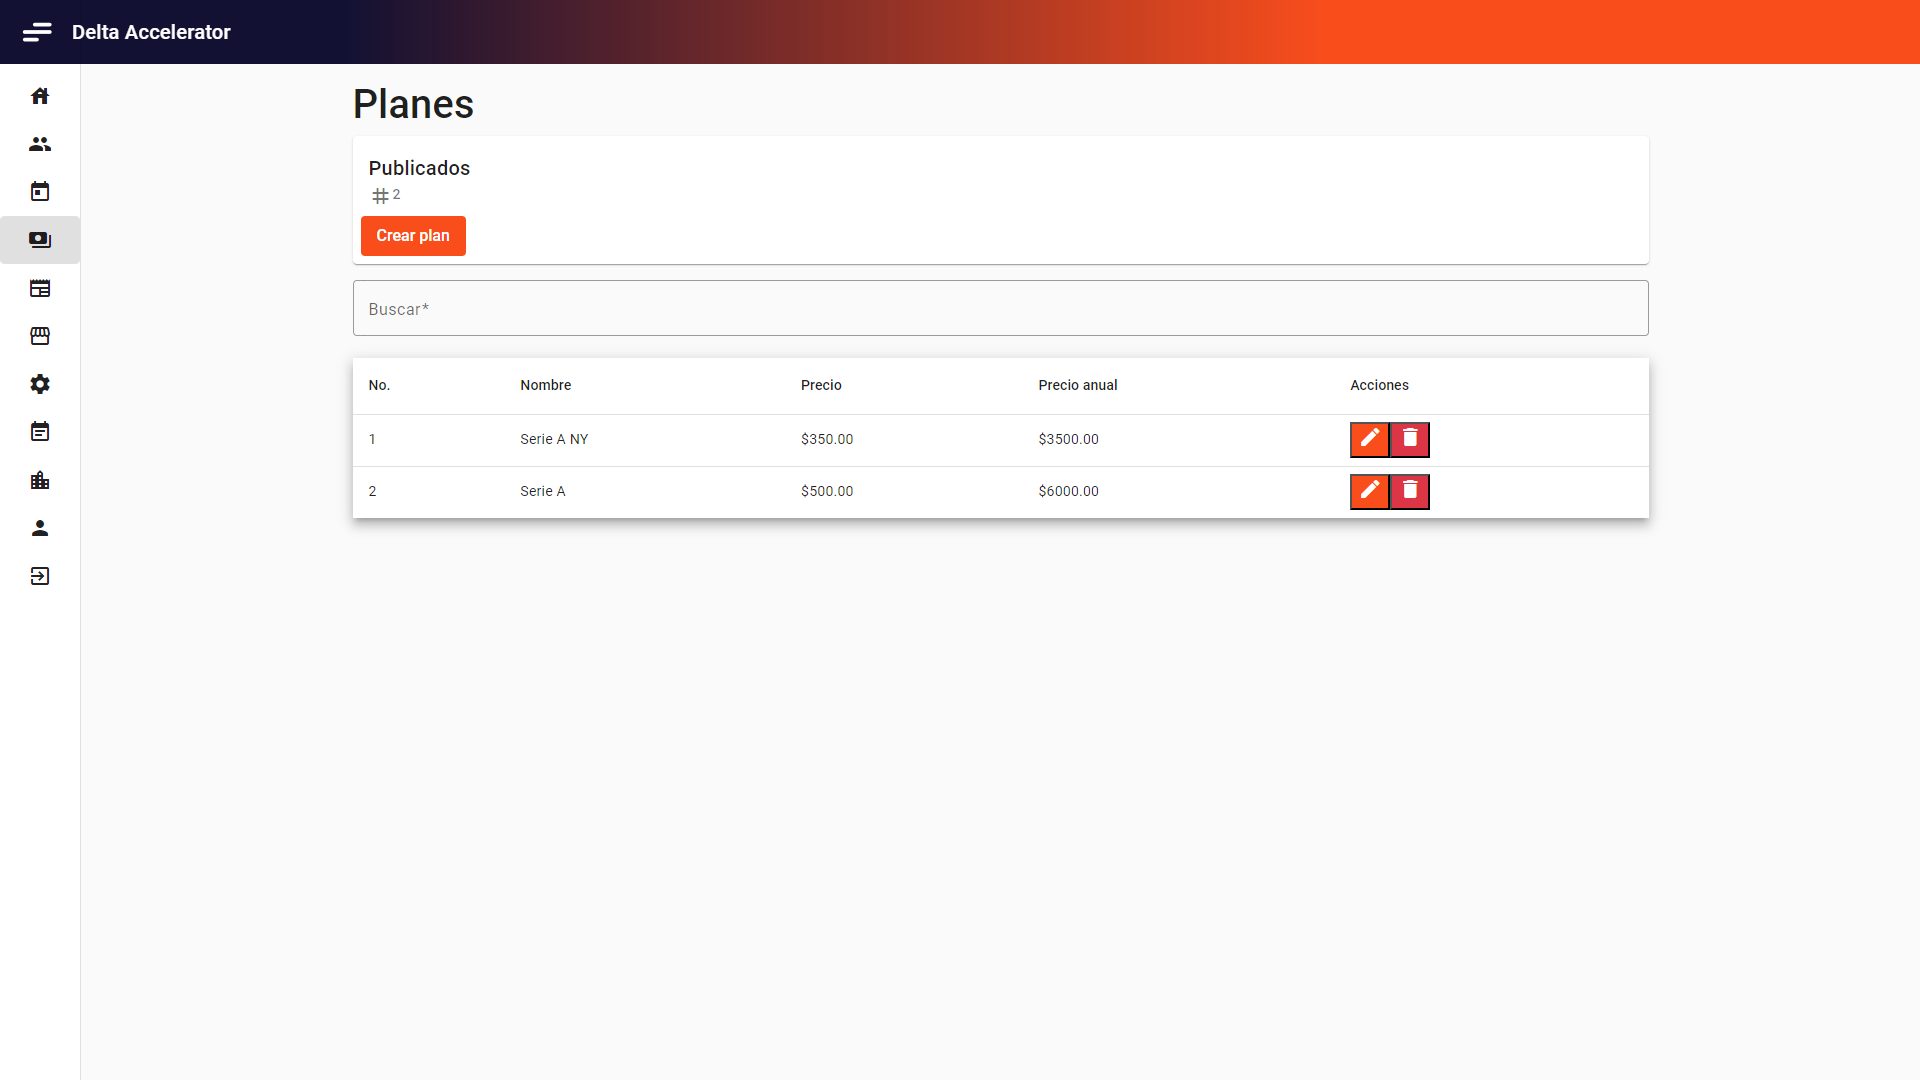 Delta Accelerator
Planes
Publicados
2
Crear plan
Buscar*
No. Nombre Precio Precio anual Acciones
1 Serie A NY $350.00 $3500.00
2 Serie A $500.00 $6000.00